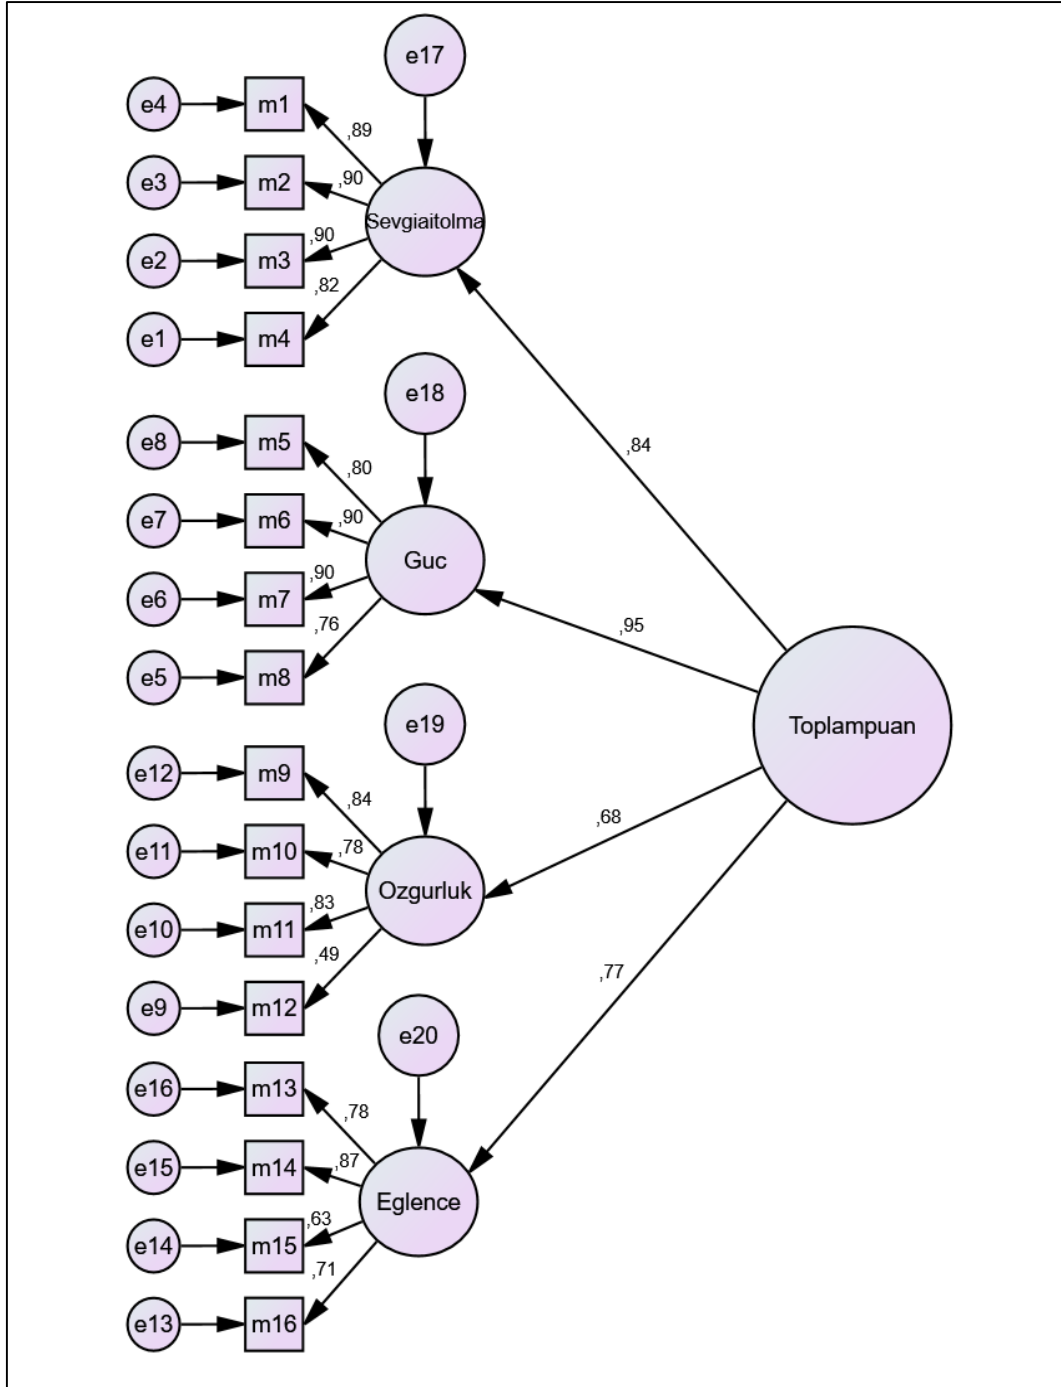 e17
e4
m1
,89
e3
m2
,90
Sevgiaitolma
e2
m3
,90
e1
m4
,82
e18
e8
m5
,80
e7
m6
,90
Guc
e6
m7
,90
e5
m8
,76
e19
e12
m9
,84
e11
m10
,78
Ozgurluk
e10
m11
,83
e9
m12
,49
e20
e16
m13
,78
e15
m14
,87
Eglence
e14
m15
,63
e13
m16
,71
,84
,95
,68
,77
Toplampuan